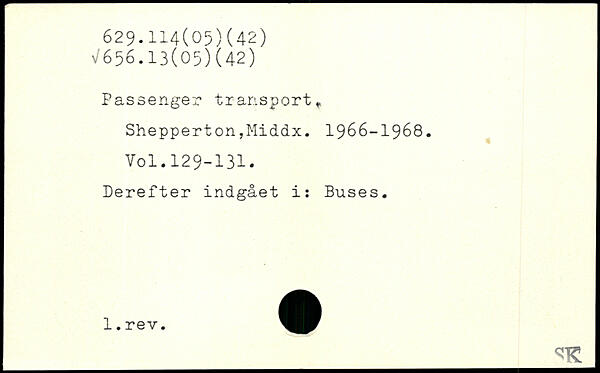 629.114(05)(42)
√656.13(05)(42)
Passenger transport.
Shepperton,Middx. 1966-1968.
Vol.129-131.
Derefter indgået i: Buses.
1.rev.
SK